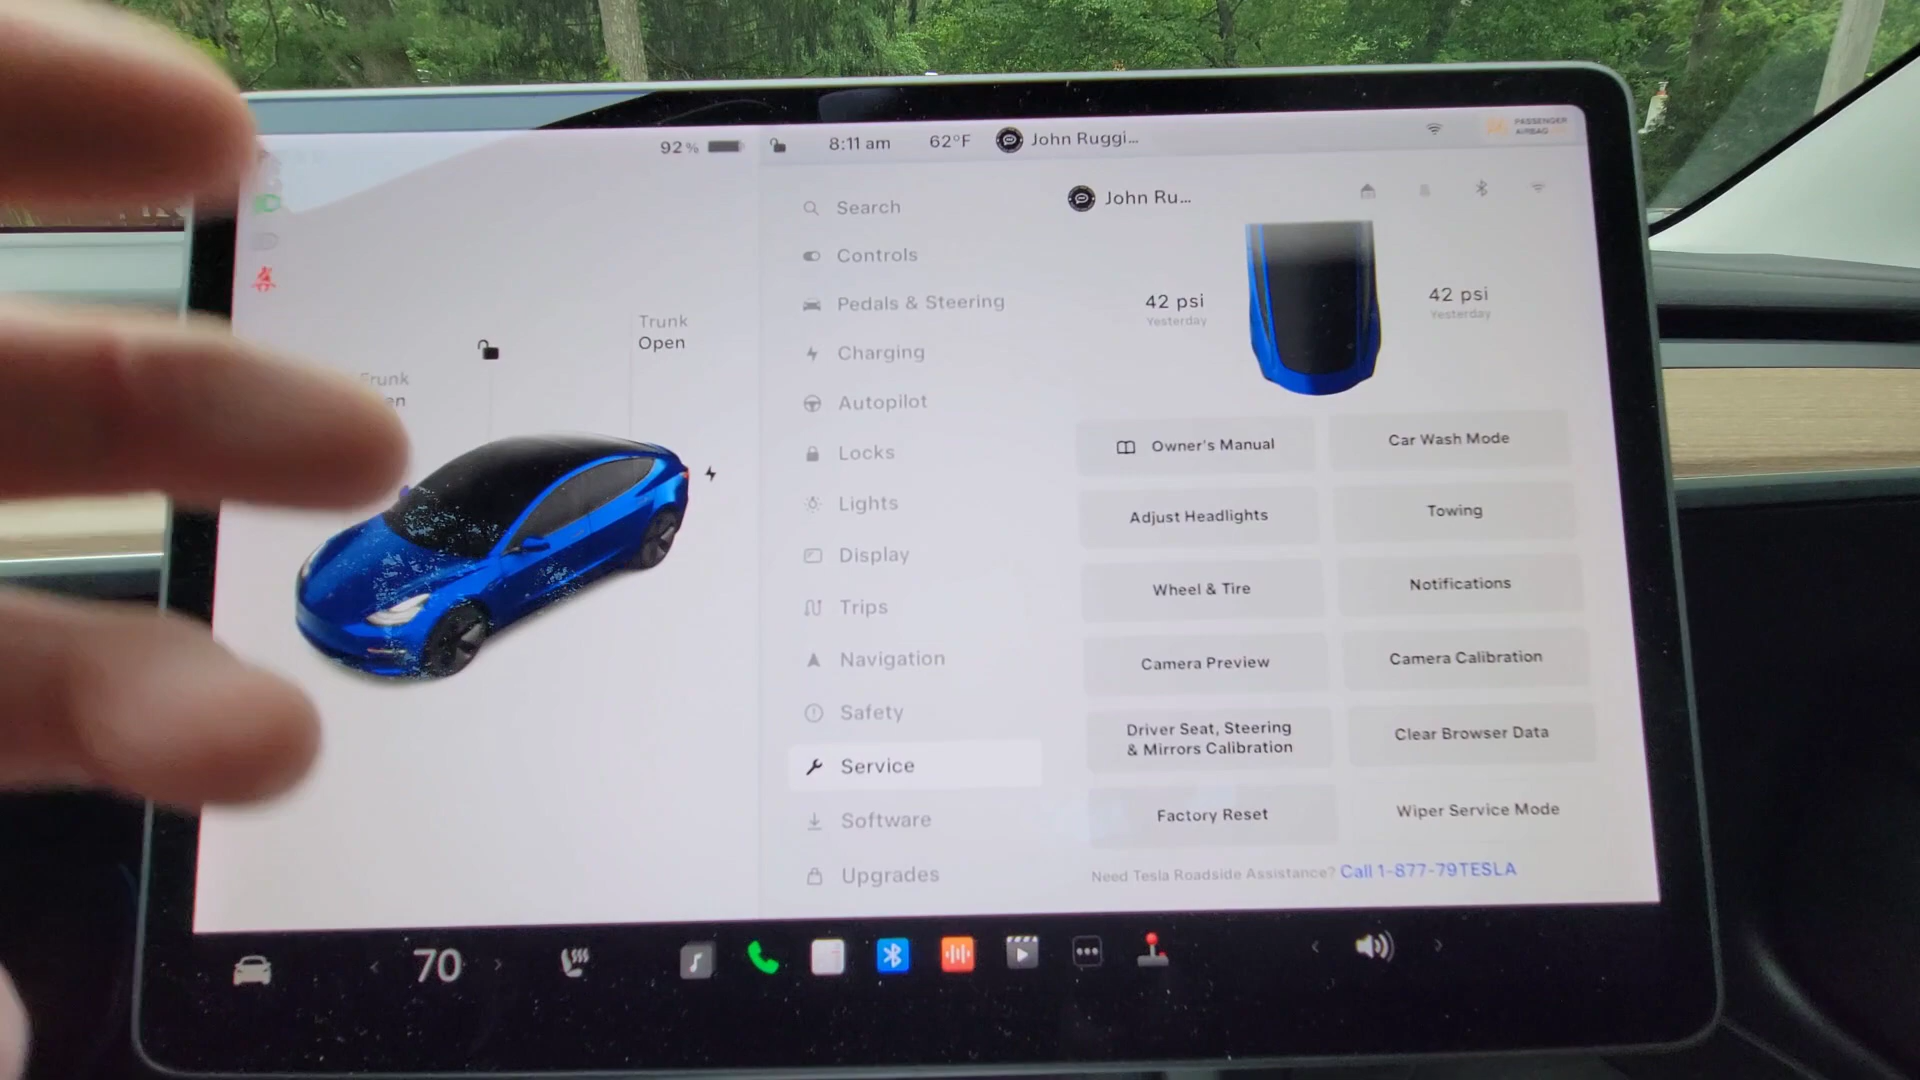 92 %
8:11 am
62°F
John Ruggi...
PASSENGER
AIRBAG
Trunk
Open
Frunk
Search
Controls
Pedals & Steering
Charging
Autopilot
Locks
Lights
Display
Trips
Navigation
Safety
Service
Software
Upgrades
John Ru...
42 psi
Yesterday
42 psi
Yesterday
Owner's Manual
Car Wash Mode
Adjust Headlights
Towing
Wheel & Tire
Notifications
Camera Preview
Camera Calibration
Driver Seat, Steering
& Mirrors Calibration
Clear Browser Data
Factory Reset
Wiper Service Mode
Need Tesla Roadside Assistance? Call 1-877-79TESLA
70